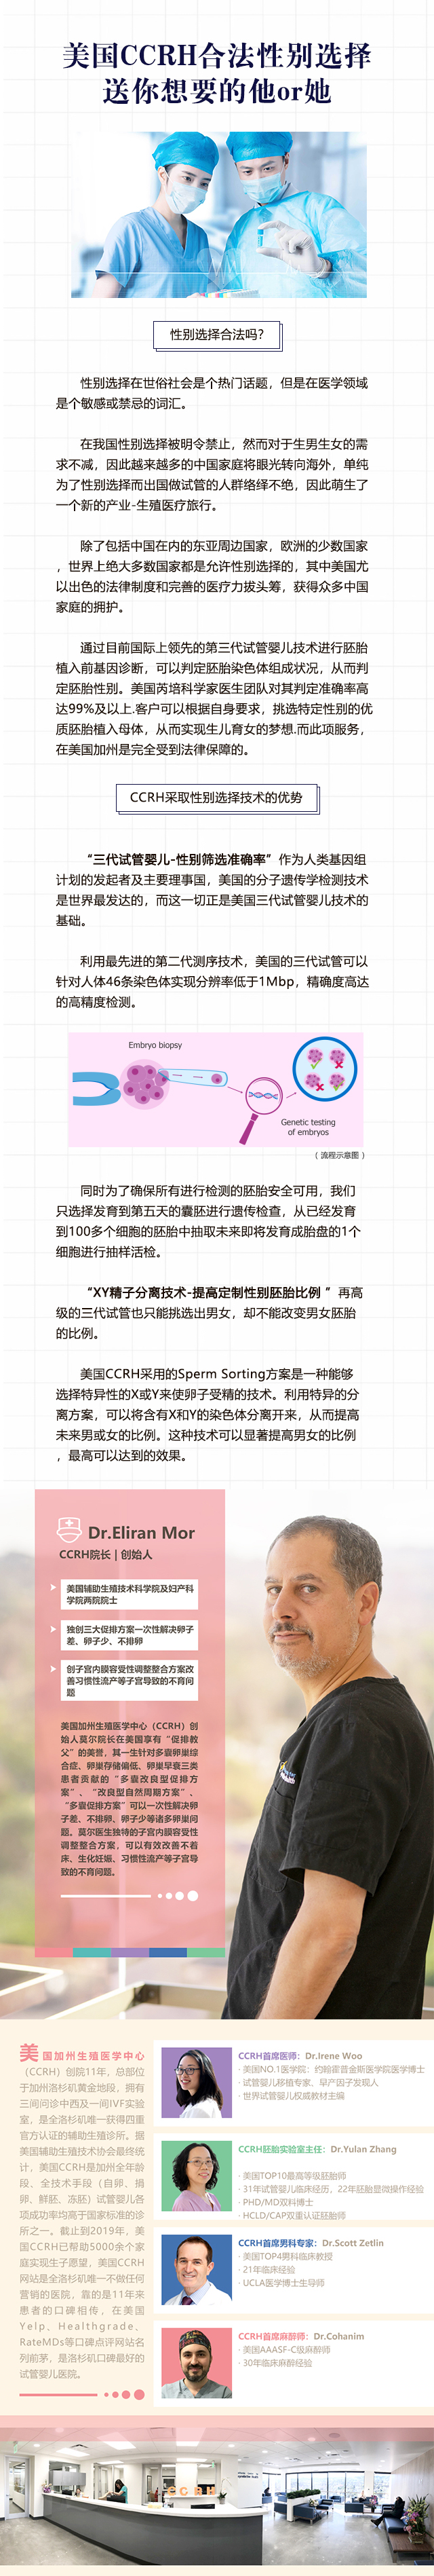 美国CCRH合法性别选择
送你想要的他or她
性别选择合法吗?
性别选择在世俗社会是个热门话题，但是在医学领域
是个敏感或禁忌的词汇。
在我国性别选择被明令禁止，然而对于生男生女的需
求不减，因此越来越多的中国家庭将眼光转向海外，单纯
为了性别选择而出国做试管的人群络绎不绝，因此萌生了
一个新的产业-生殖医疗旅行。
除了包括中国在内的东亚周边国家，欧洲的少数国家
，世界上绝大多数国家都是允许性别选择的，其中美国尤
以出色的法律制度和完善的医疗力拔头筹，获得众多中国
家庭的拥护。
通过目前国际上领先的第三代试管婴儿技术进行胚胎
植入前基因诊断，可以判定胚胎染色体组成状况，从而判
定胚胎性别。美国芮培科学家医生团队对其判定准确率高
达99%及以上.客户可以根据自身要求，挑选特定性别的优
质胚胎植入母体，从而实现生儿育女的梦想.而此项服务，
在美国加州是完全受到法律保障的。
CCRH采取性别选择技术的优势
“三代试管婴儿-性别筛选准确率”作为人类基因组
计划的发起者及主要理事国，美国的分子遗传学检测技术
是世界最发达的，而这一切正是美国三代试管婴儿技术的
基础。
利用最先进的第二代测序技术，美国的三代试管可以
针对人体46条染色体实现分辨率低于1Mbp，精确度高达
的高精度检测。
Embryo biopsy
Genetic testing
of embryos
（流程示意图）
同时为了确保所有进行检测的胚胎安全可用，我们
只选择发育到第五天的囊胚进行遗传检查，从已经发育
到100多个细胞的胚胎中抽取未来即将发育成胎盘的1个
细胞进行抽样活检。
“XY精子分离技术-提高定制性别胚胎比例 ”再高
级的三代试管也只能挑选出男女，却不能改变男女胚胎
的比例。
美国CCRH采用的Sperm Sorting方案是一种能够
选择特异性的X或Y来使卵子受精的技术。利用特异的分
离方案，可以将含有X和Y的染色体分离开来，从而提高
未来男或女的比例。这种技术可以显著提高男女的比例
，最高可以达到的效果。
Dr.Eliran Mor
CCRH院长 | 创始人
美国辅助生殖技术科学院及妇产科
学院两院院士
独创三大促排方案一次性解决卵子
差、卵子少、不排卵
创子宫内膜容受性调整整合方案改
善习惯性流产等子宫导致的不育问
题
美国加州生殖医学中心（CCRH）创
始人莫尔院长在美国享有“促排教
父”的美誉，其一生针对多囊卵巢综
合症、卵巢存储偏低、卵巢早衰三类
患者贡献的“多囊改良型促排方
案”、“改良型自然周期方案”、
“多囊促排方案”可以一次性解决卵
子差、不排卵、卵子少等诸多卵巢问
题。莫尔医生独特的子宫内膜容受性
调整整合方案，可以有效改善不着
床、生化妊娠、习惯性流产等子宫导
致的不育问题。
美国加州生殖医学中心
（CCRH）创院11年，总部位
于加州洛杉矶黄金地段，拥有
三间问诊中西及一间IVF实验
室，是全洛杉矶唯一获得四重
官方认证的辅助生殖诊所。据
美国辅助生殖技术协会最终统
计，美国CCRH是加州全年龄
段、全技术手段（自卵、捐
卵、鲜胚、冻胚）试管婴儿各
项成功率均高于国家标准的诊
所之一。截止到2019年，美
国CCRH已帮助5000余个家
庭实现生子愿望，美国CCRH
网站是全洛杉矶唯一不做任何
营销的医院，靠的是11年来
患者的口碑相传，在美国
Yelp、Healthgrade、
RateMDs等口碑点评网站名
列前茅，是洛杉矶口碑最好的
试管婴儿医院。
CCRH首席医师：Dr.Irene Woo
· 美国NO.1医学院：约翰霍普金斯医学院医学博士
· 试管婴儿移植专家、早产因子发现人
· 世界试管婴儿权威教材主编
CCRH胚胎实验室主任：Dr.Yulan Zhang
· 美国TOP10最高等级胚胎师
· 31年试管婴儿临床经历，22年胚胎显微操作经验
· PHD/MD双料博士
· HCLD/CAP双重认证胚胎师
CCRH首席男科专家：Dr.Scott Zetlin
· 美国TOP4男科临床教授
· 21年临床经验
· UCLA医学博士生导师
CCRH首席麻醉师：Dr.Cohanim
· 美国AAASF-C级麻醉师
· 30年临床麻醉经验
CCRH